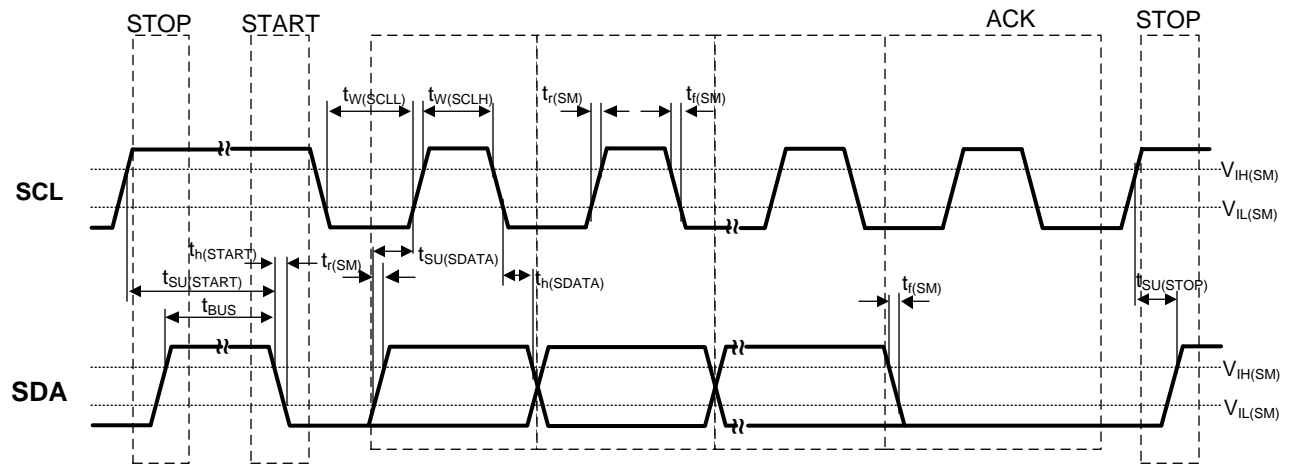 STOP START ACK STOP
tW(SCLL) tW(SCLH) tr(SM) tf(SM)
SCL
VIH(SM)
VIL(SM)
th(START) tr(SM) tSU(SDATA)
th(SDATA)
tSU(START)
tBUS
tf(SM)
tSU(STOP)
SDA
VIH(SM)
VIL(SM)